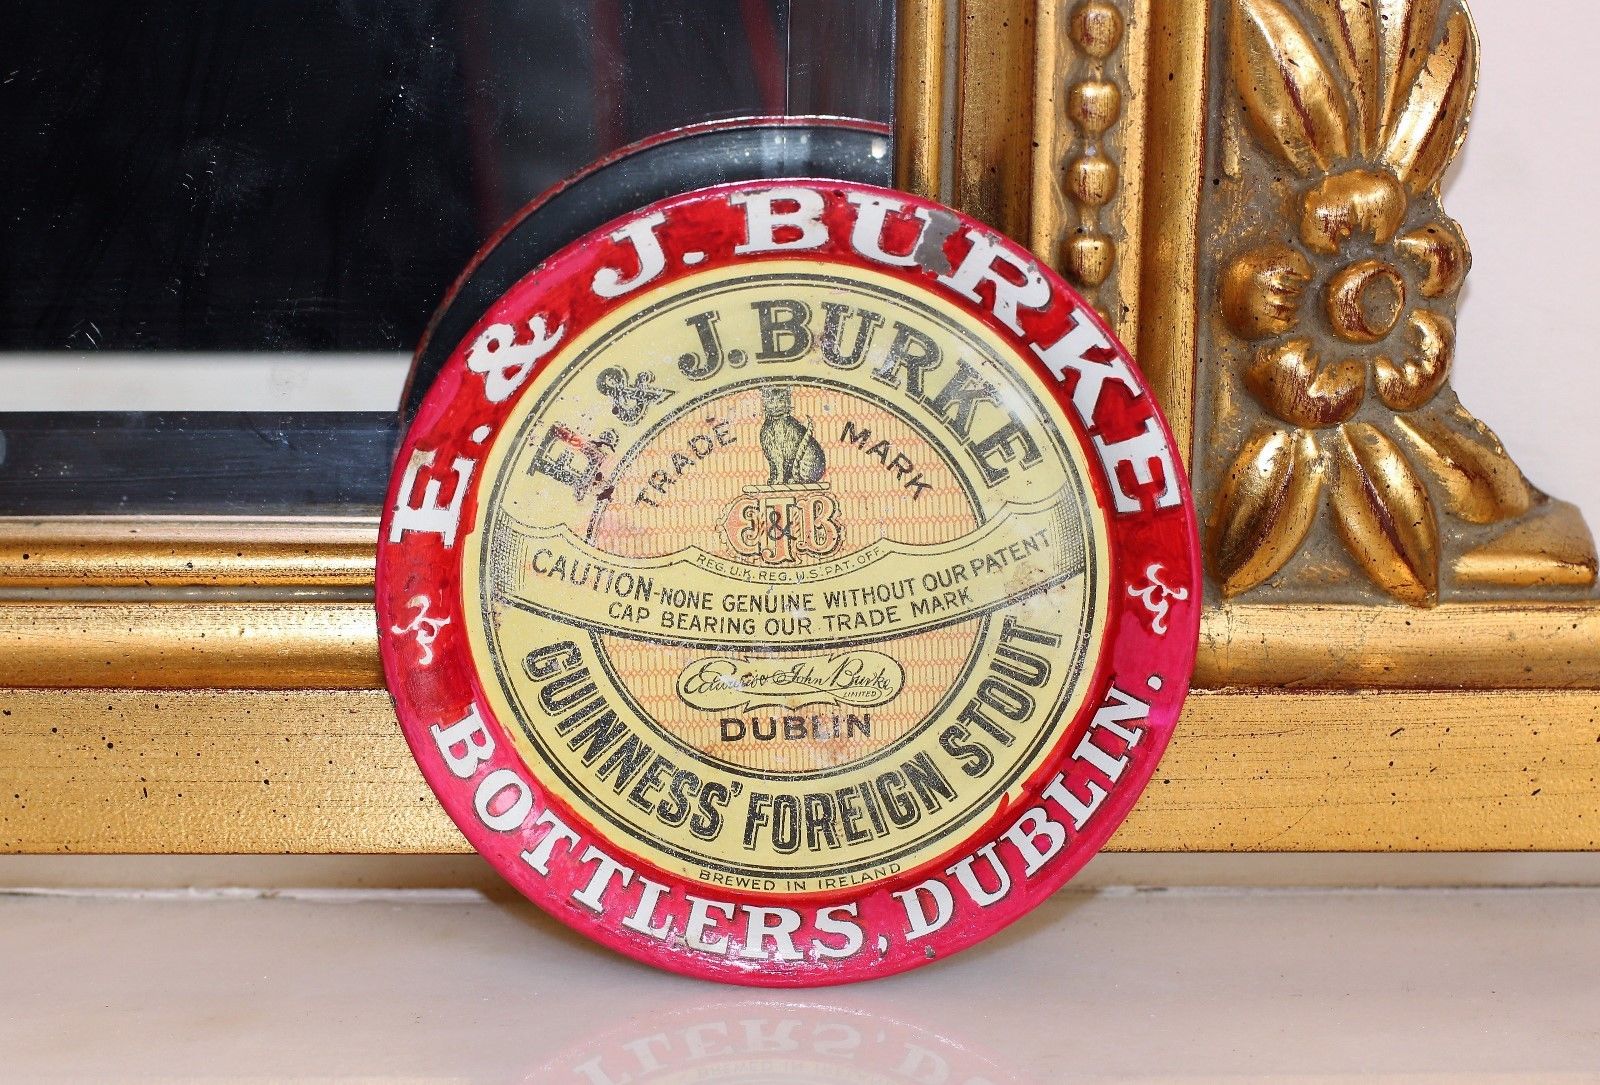 E. & J. BURKE
E. & J. BURKE
TRADE MARK
E&JB
REG. U.K. REG. U.S. PAT. OFF.
CAUTION-NONE GENUINE WITHOUT OUR PATENT
CAP BEARING OUR TRADE MARK
Edward & John Burke
LIMITED
DUBLIN
GUINNESS' FOREIGN STOUT
BREWED IN IRELAND
BOTTLERS, DUBLIN.